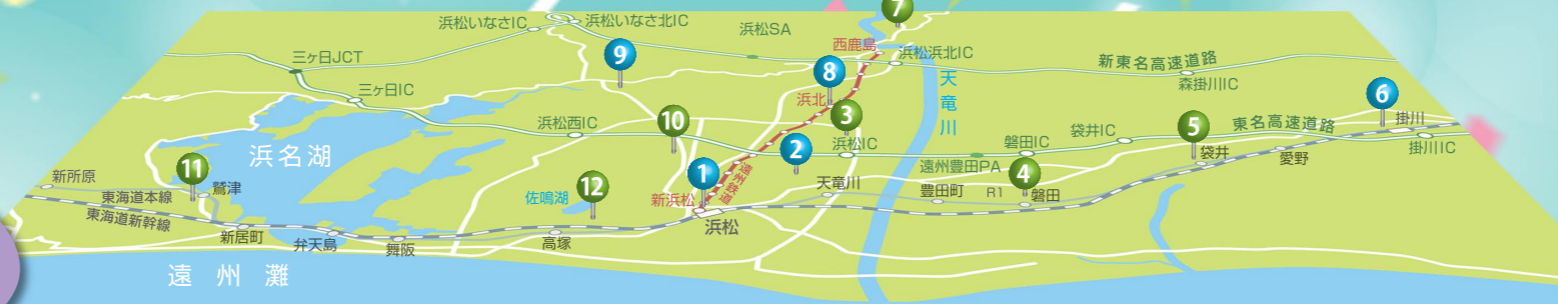 7
浜松いなさIC
浜松いなさ北IC
浜松SA
西鹿島
浜松浜北IC
新東名高速道路
三ヶ日JCT
9
8
森掛川IC
天竜川
三ヶ日IC
浜北
6
掛川
10
3
5
浜松西IC
2
浜松IC
磐田IC
袋井IC
東名高速道路
掛川IC
浜名湖
遠州豊田PA
袋井
愛野
新所原
11
鷲津
東海道本線
佐鳴湖
12
1
新浜松
遠州鉄道
天竜川
豊田町
R1
4
磐田
東海道新幹線
新居町
弁天島
舞阪
高塚
浜松
遠州灘